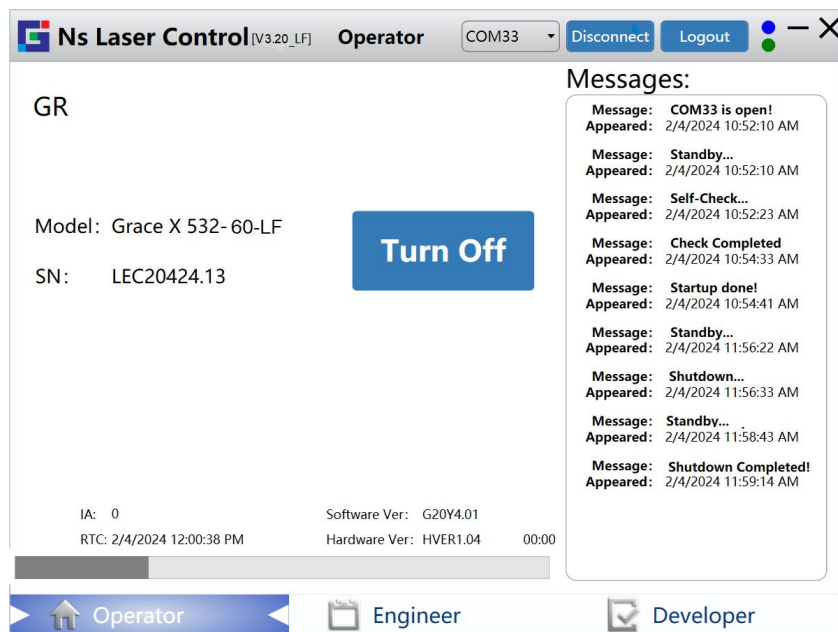 Ns Laser Control [V3.20_LF] Operator COM33 Disconnect Logout
Messages:
GR
Model: Grace X 532-60-LF
SN: LEC20424.13
Turn Off
Message: COM33 is open!
Appeared: 2/4/2024 10:52:10 AM
Message: Standby...
Appeared: 2/4/2024 10:52:10 AM
Message: Self-Check...
Appeared: 2/4/2024 10:52:23 AM
Message: Check Completed
Appeared: 2/4/2024 10:54:33 AM
Message: Startup done!
Appeared: 2/4/2024 10:54:41 AM
Message: Standby...
Appeared: 2/4/2024 11:56:22 AM
Message: Shutdown...
Appeared: 2/4/2024 11:56:33 AM
Message: Standby...
Appeared: 2/4/2024 11:58:43 AM
Message: Shutdown Completed!
Appeared: 2/4/2024 11:59:14 AM
IA: 0 Software Ver: G20Y4.01
RTC: 2/4/2024 12:00:38 PM Hardware Ver: HVER1.04 00:00
Operator Engineer Developer